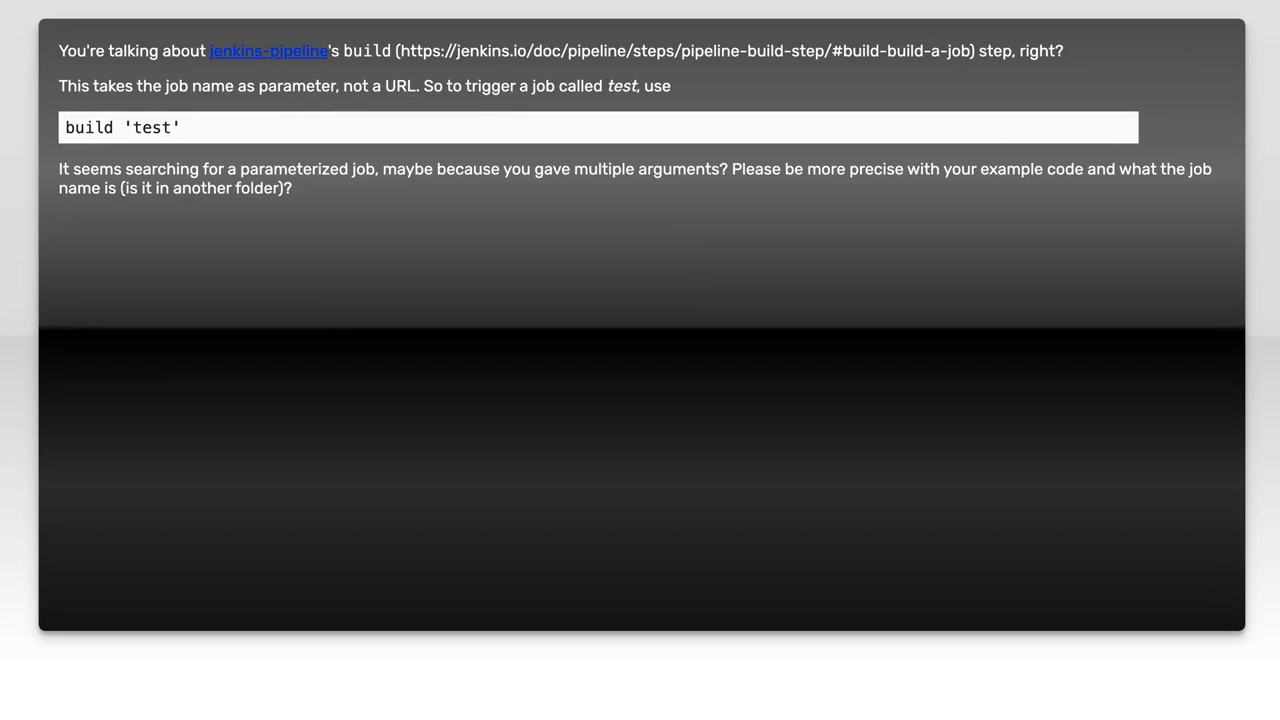 You're talking about jenkins-pipeline's build (https://jenkins.io/doc/pipeline/steps/pipeline-build-step/#build-build-a-job) step, right?
This takes the job name as parameter, not a URL. So to trigger a job called test, use
build 'test'
It seems searching for a parameterized job, maybe because you gave multiple arguments? Please be more precise with your example code and what the job
name is (is it in another folder)?